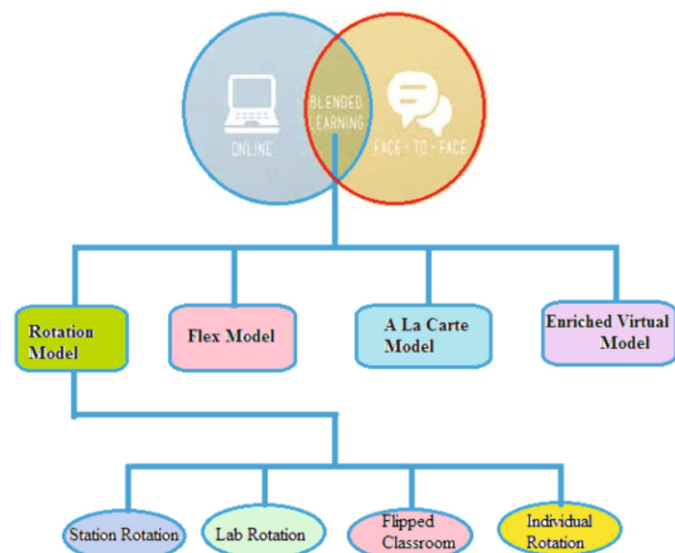 BLENDED
LEARNING
ONLINE
FACE - TO - FACE
Rotation
Model
Flex Model
A La Carte
Model
Enriched Virtual
Model
Station Rotation
Lab Rotation
Flipped
Classroom
Individual
Rotation